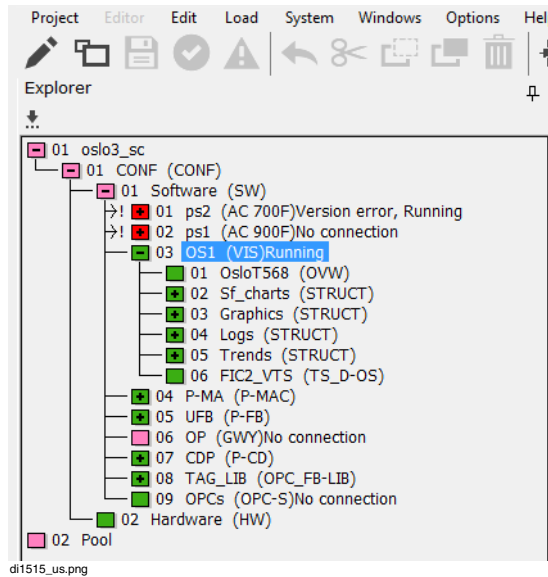 Project Editor Edit Load System Windows Options Hel
Explorer
01 oslo3_sc
01 CONF (CONF)
01 Software (SW)
! 01 ps2 (AC 700F)Version error, Running
! 02 ps1 (AC 900F)No connection
03 OS1 (VIS)Running
01 OsloT568 (OVW)
02 Sf_charts (STRUCT)
03 Graphics (STRUCT)
04 Logs (STRUCT)
05 Trends (STRUCT)
06 FIC2_VTS (TS_D-OS)
04 P-MA (P-MAC)
05 UFB (P-FB)
06 OP (GWY)No connection
07 CDP (P-CD)
08 TAG_LIB (OPC_FB-LIB)
09 OPCs (OPC-S)No connection
02 Hardware (HW)
02 Pool
di1515_us.png